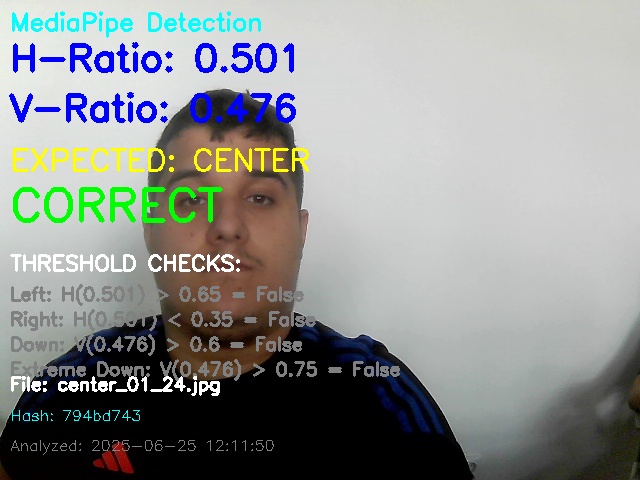 MediaPipe Detection
H-Ratio: 0.501
V-Ratio: 0.476
EXPECTED: CENTER
CORRECT
THRESHOLD CHECKS:
Left: H(0.501) > 0.65 = False
Right: H(0.501) < 0.35 = False
Down: V(0.476) > 0.6 = False
Extreme Down: V(0.476) > 0.75 = False
File: center_01_24.jpg
Hash: 794bd743
Analyzed: 2025-06-25 12:11:50